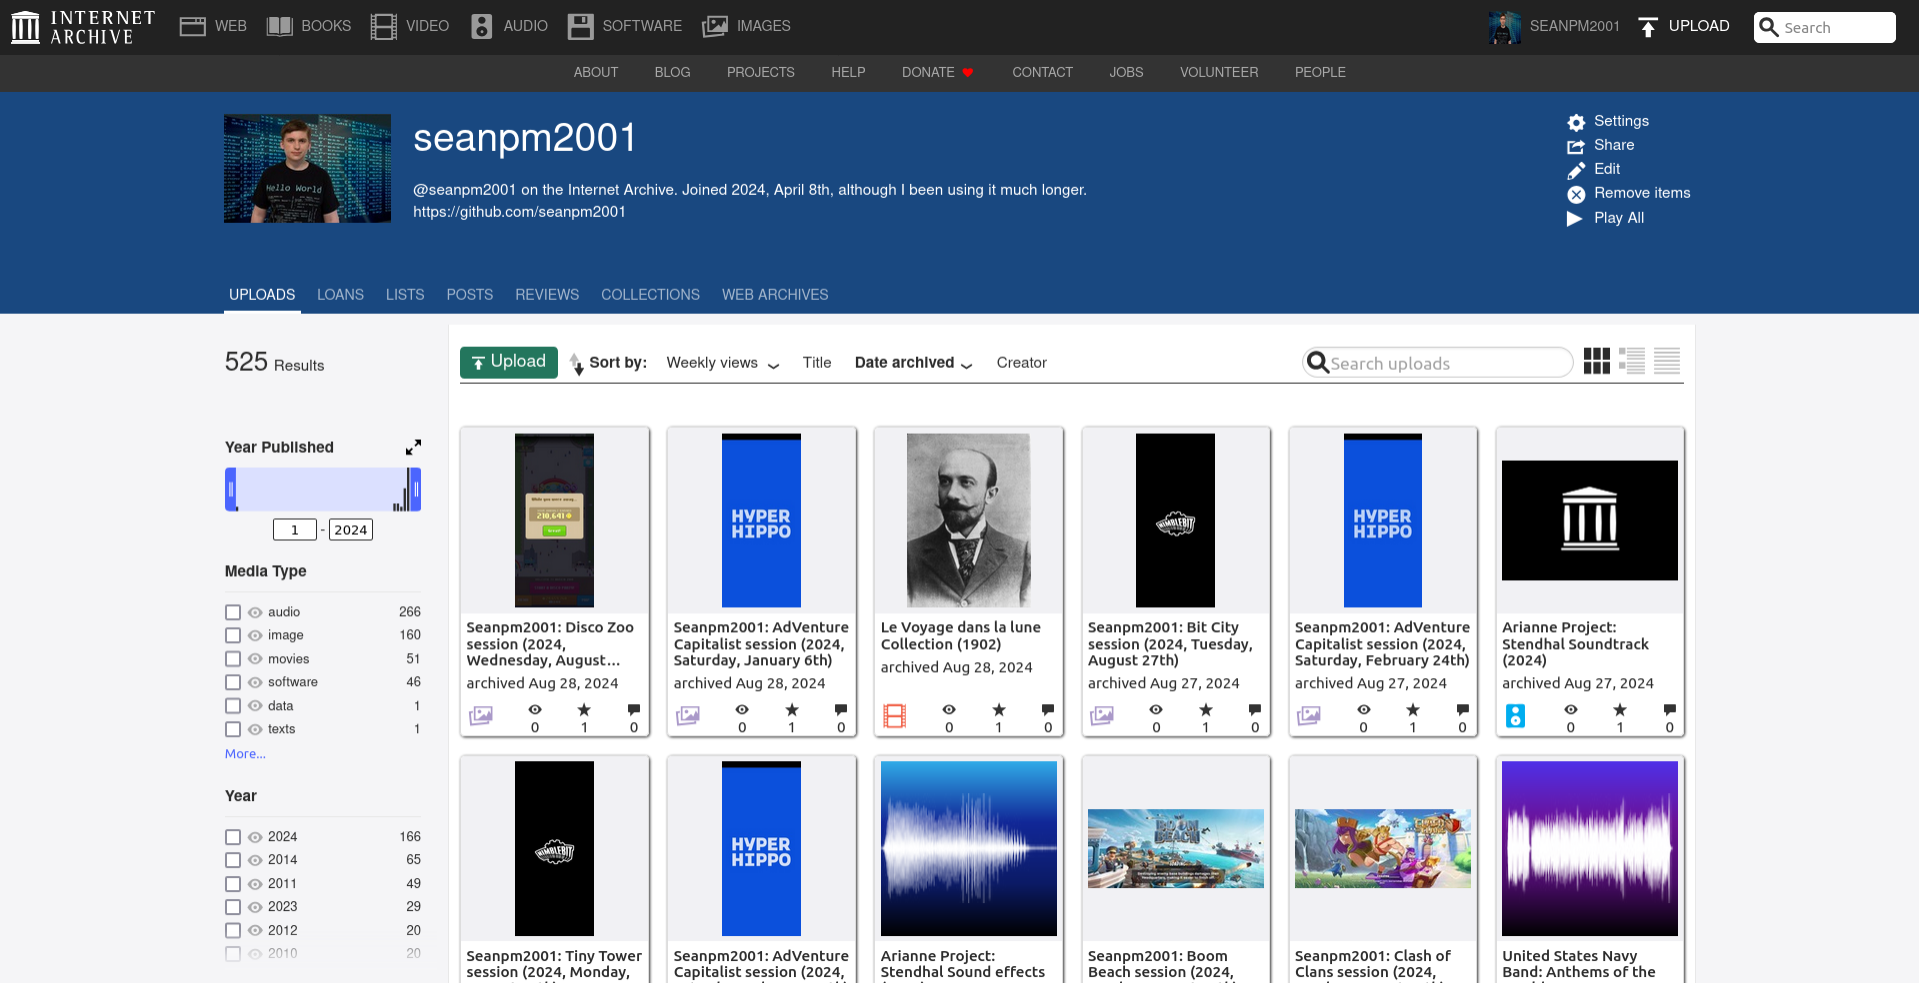 INTERNET ARCHIVE
WEB BOOKS VIDEO AUDIO SOFTWARE IMAGES
SEANPM2001 UPLOAD Search
ABOUT BLOG PROJECTS HELP DONATE CONTACT JOBS VOLUNTEER PEOPLE
Hello World
seanpm2001
@seanpm2001 on the Internet Archive. Joined 2024, April 8th, although I been using it much longer.
https://github.com/seanpm2001
Settings
Share
Edit
Remove items
Play All
UPLOADS LOANS LISTS POSTS REVIEWS COLLECTIONS WEB ARCHIVES
525 Results
Year Published
1 - 2024
Media Type
audio 266
image 160
movies 51
software 46
data 1
texts 1
More...
Year
2024 166
2014 65
2011 49
2023 29
2012 20
2010 20
Upload Sort by: Weekly views Title Date archived Creator Search uploads
While you were away...
210,641
Seanpm2001: Disco Zoo
session (2024,
Wednesday, August...
archived Aug 28, 2024
0 1 0
HYPER
HIPPO
Seanpm2001: AdVenture
Capitalist session (2024,
Saturday, January 6th)
archived Aug 28, 2024
0 1 0
Le Voyage dans la lune
Collection (1902)
archived Aug 28, 2024
0 1 0
NIMBLEBIT
Seanpm2001: Bit City
session (2024, Tuesday,
August 27th)
archived Aug 27, 2024
0 1 0
HYPER
HIPPO
Seanpm2001: AdVenture
Capitalist session (2024,
Saturday, February 24th)
archived Aug 27, 2024
0 1 0
Arianne Project:
Stendhal Soundtrack
(2024)
archived Aug 27, 2024
0 1 0
NIMBLEBIT
Seanpm2001: Tiny Tower
session (2024, Monday,
HYPER
HIPPO
Seanpm2001: AdVenture
Capitalist session (2024,
Arianne Project:
Stendhal Sound effects
BOOM
BEACH
Seanpm2001: Boom
Beach session (2024,
Seanpm2001: Clash of
Clans session (2024,
United States Navy
Band: Anthems of the